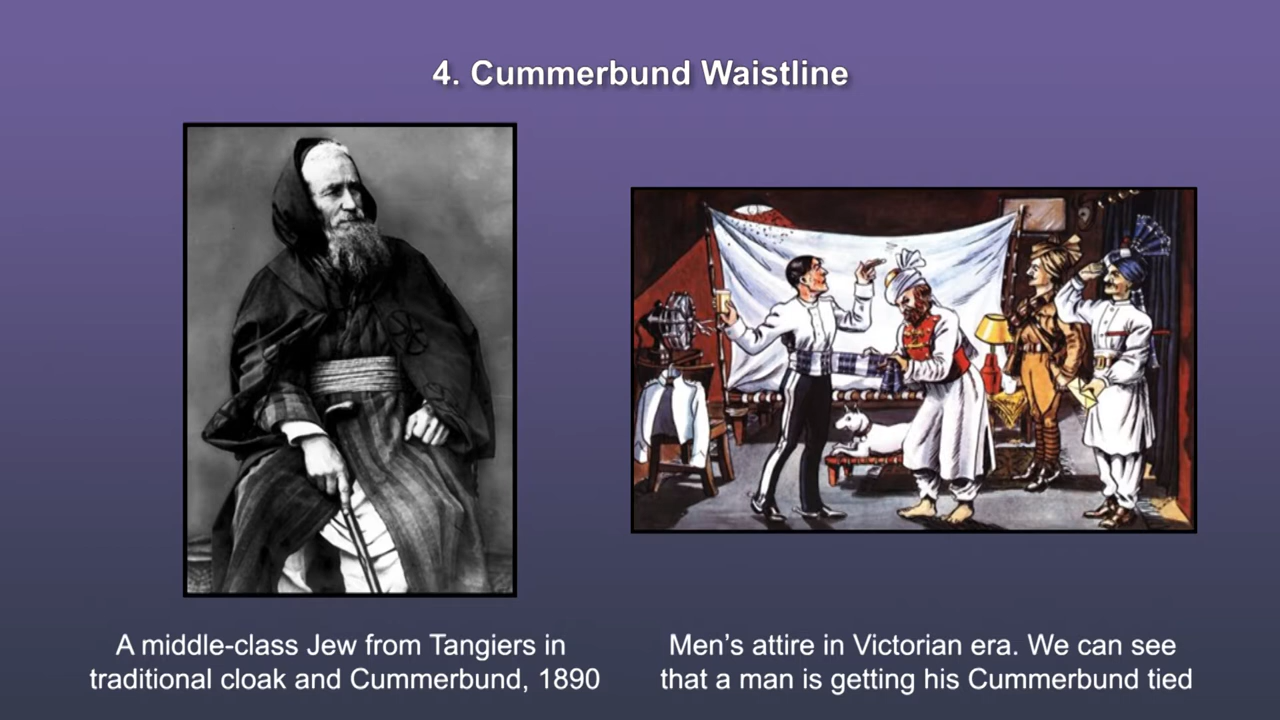 4. Cummerbund Waistline
A middle-class Jew from Tangiers in
traditional cloak and Cummerbund, 1890
Men's attire in Victorian era. We can see
that a man is getting his Cummerbund tied